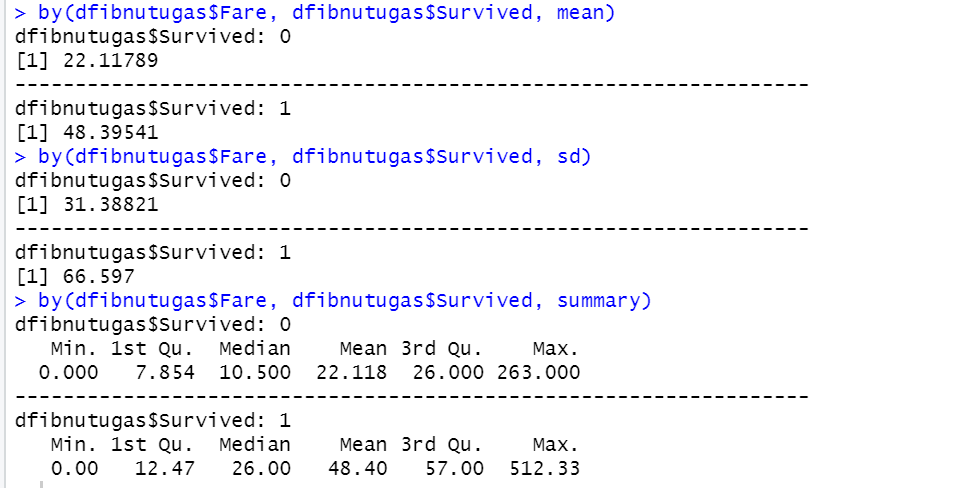 > by(dfibnutugas$Fare, dfibnutugas$Survived, mean)
dfibnutugas$Survived: 0
[1] 22.11789
------------------------------------------------------------------
dfibnutugas$Survived: 1
[1] 48.39541
> by(dfibnutugas$Fare, dfibnutugas$Survived, sd)
dfibnutugas$Survived: 0
[1] 31.38821
------------------------------------------------------------------
dfibnutugas$Survived: 1
[1] 66.597
> by(dfibnutugas$Fare, dfibnutugas$Survived, summary)
dfibnutugas$Survived: 0
   Min. 1st Qu.  Median    Mean 3rd Qu.    Max.
  0.000   7.854  10.500  22.118  26.000 263.000
------------------------------------------------------------------
dfibnutugas$Survived: 1
   Min. 1st Qu.  Median    Mean 3rd Qu.    Max.
   0.00   12.47   26.00   48.40   57.00  512.33